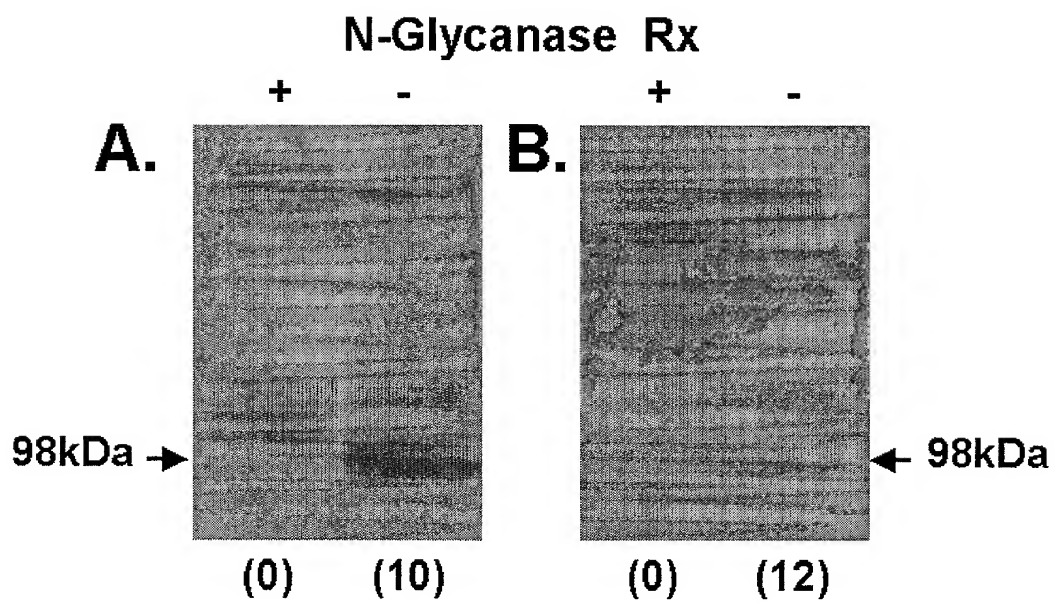 N-Glycanase Rx
+ - + -
A. B.
98kDa 98kDa
(0) (10) (0) (12)